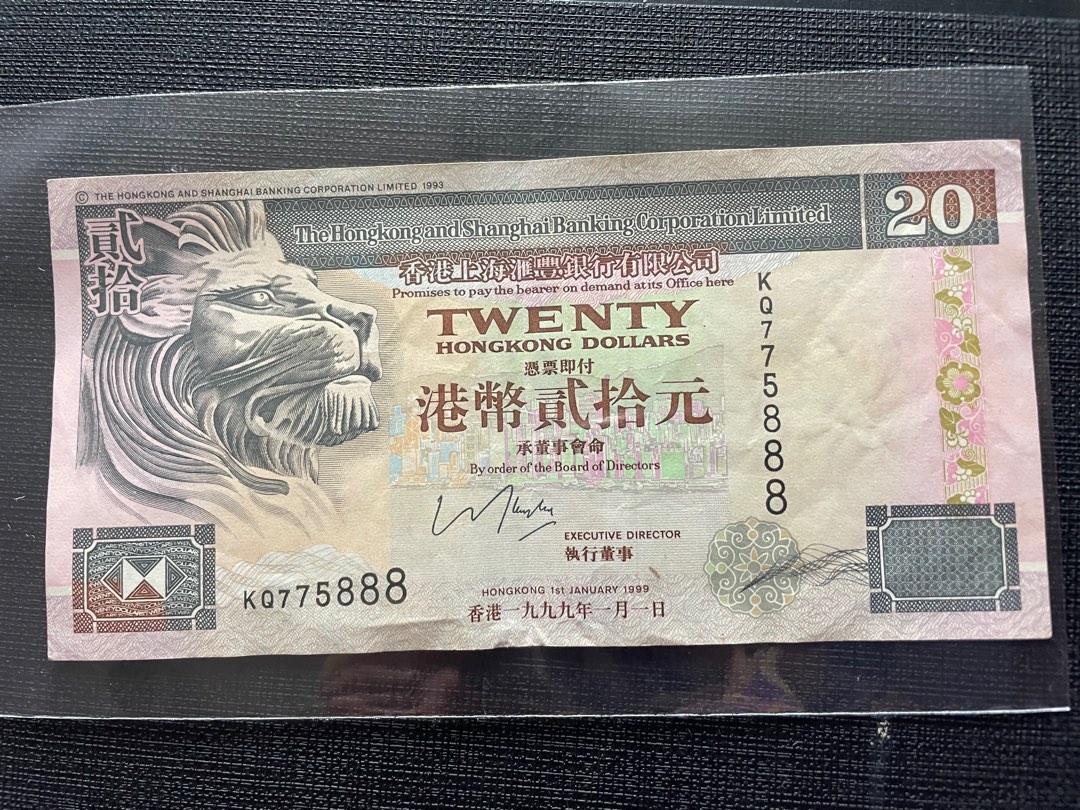 © THE HONGKONG AND SHANGHAI BANKING CORPORATION LIMITED 1993
貳拾
The Hongkong and Shanghai Banking Corporation Limited
20
香港上海滙豐銀行有限公司
Promises to pay the bearer on demand at its Office here
TWENTY
HONGKONG DOLLARS
憑票即付
港幣貳拾元
承董事會命
By order of the Board of Directors
KQ775888
EXECUTIVE DIRECTOR
執行董事
KQ775888
HONGKONG 1st JANUARY 1999
香港一九九九年一月一日